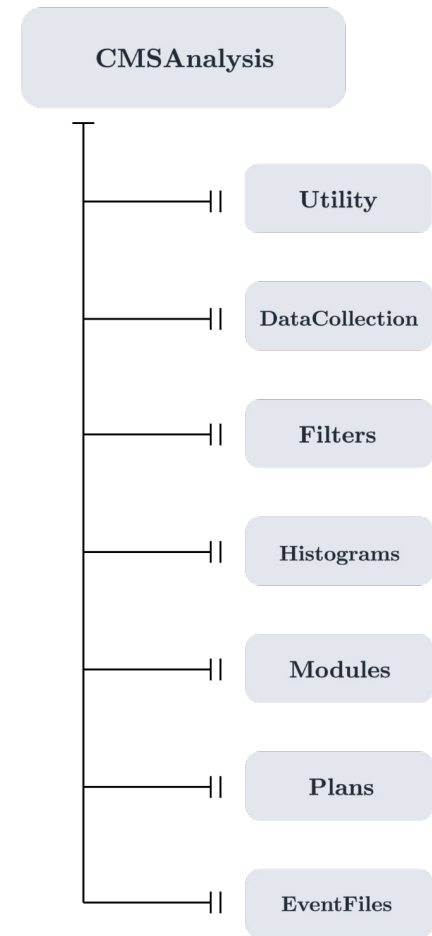 CMSAnalysis
Utility
DataCollection
Filters
Histograms
Modules
Plans
EventFiles